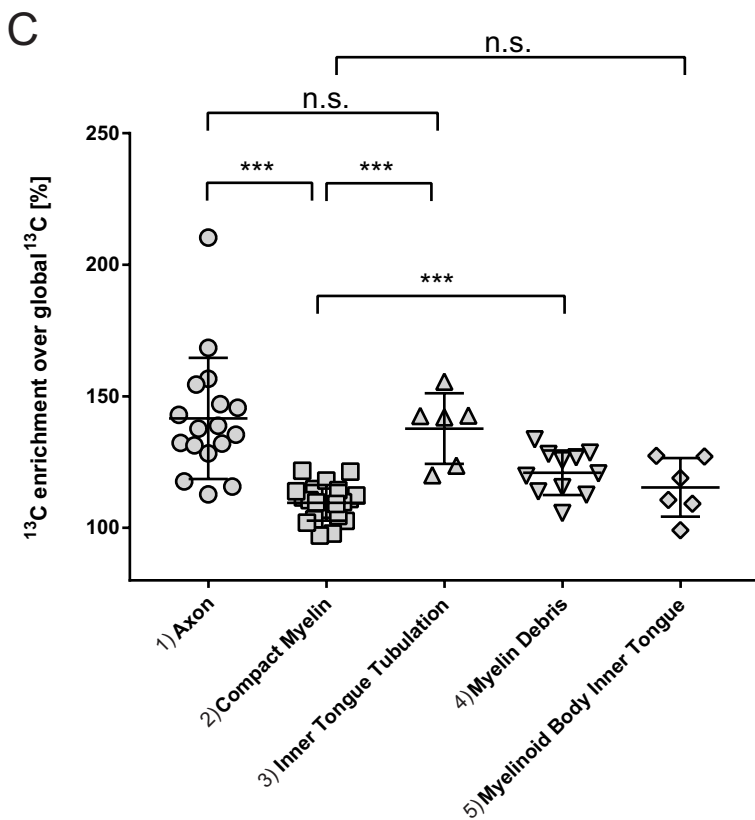 C
n.s.
n.s.
*** ***
***
250
200
150
100
¹³C enrichment over global ¹³C [%]
1) Axon
2) Compact Myelin
3) Inner Tongue Tubulation
4) Myelin Debris
5) Myelinoid Body Inner Tongue